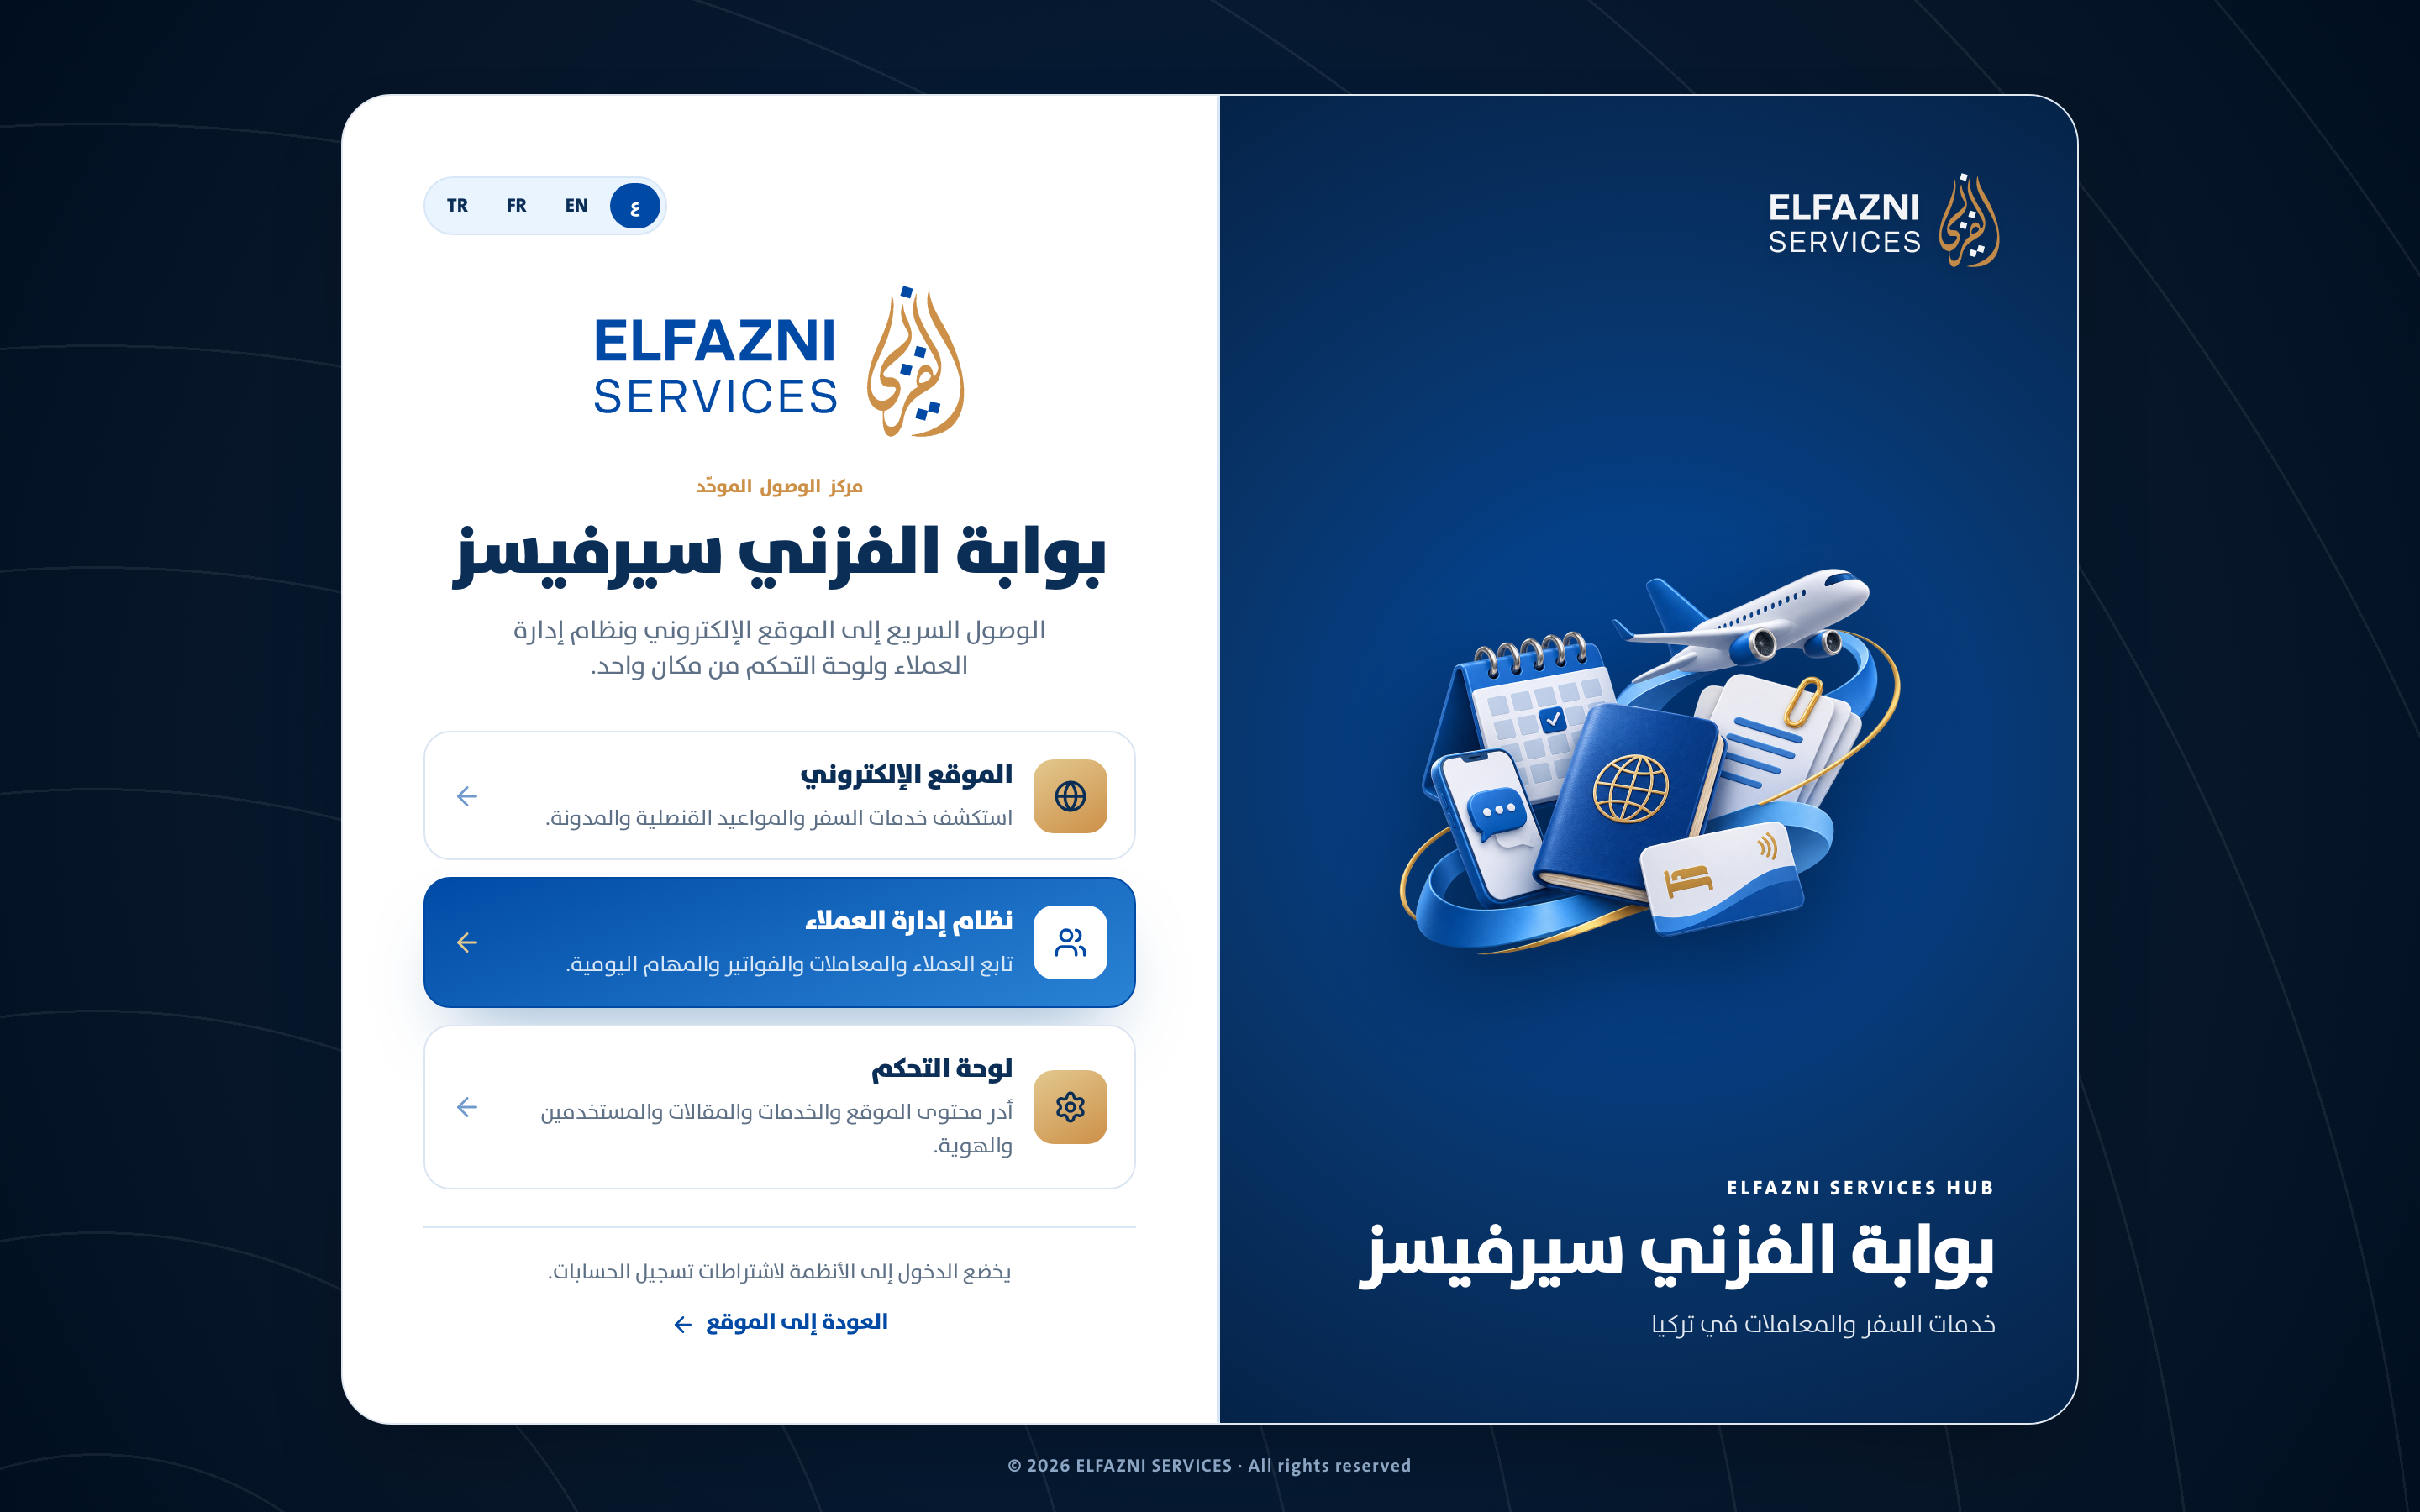 ELFAZNI
SERVICES
ELFAZNI SERVICES HUB
بوابة الفزني سيرفيسز
خدمات السفر والمعاملات في تركيا
ع EN FR TR
ELFAZNI
SERVICES
مركز الوصول الموحّد
بوابة الفزني سيرفيسز
الوصول السريع إلى الموقع الإلكتروني ونظام إدارة
العملاء ولوحة التحكم من مكان واحد.
الموقع الإلكتروني
استكشف خدمات السفر والمواعيد القنصلية والمدونة.
نظام إدارة العملاء
تابع العملاء والمعاملات والفواتير والمهام اليومية.
لوحة التحكم
أدر محتوى الموقع والخدمات والمقالات والمستخدمين
والهوية.
يخضع الدخول إلى الأنظمة لاشتراطات تسجيل الحسابات.
العودة إلى الموقع
© 2026 ELFAZNI SERVICES · All rights reserved